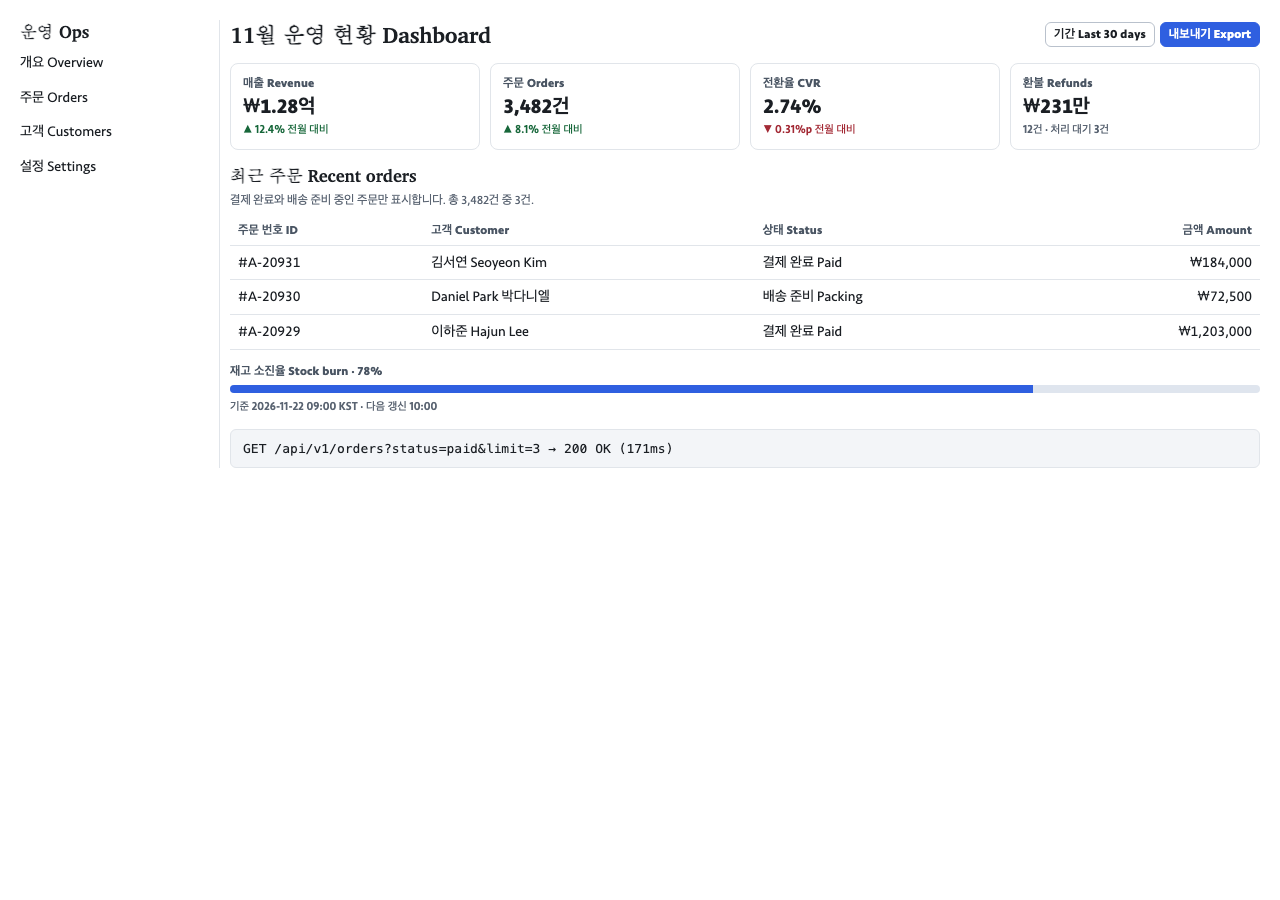 운영 Ops
개요 Overview
주문 Orders
고객 Customers
설정 Settings
11월 운영 현황 Dashboard
기간 Last 30 days
내보내기 Export
매출 Revenue
₩1.28억
▲ 12.4% 전월 대비
주문 Orders
3,482건
▲ 8.1% 전월 대비
전환율 CVR
2.74%
▼ 0.31%p 전월 대비
환불 Refunds
₩231만
12건 · 처리 대기 3건
최근 주문 Recent orders
결제 완료와 배송 준비 중인 주문만 표시합니다. 총 3,482건 중 3건.
주문 번호 ID 고객 Customer 상태 Status 금액 Amount
#A-20931 김서연 Seoyeon Kim 결제 완료 Paid ₩184,000
#A-20930 Daniel Park 박다니엘 배송 준비 Packing ₩72,500
#A-20929 이하준 Hajun Lee 결제 완료 Paid ₩1,203,000
재고 소진율 Stock burn · 78%
기준 2026-11-22 09:00 KST · 다음 갱신 10:00
GET /api/v1/orders?status=paid&limit=3 → 200 OK (171ms)